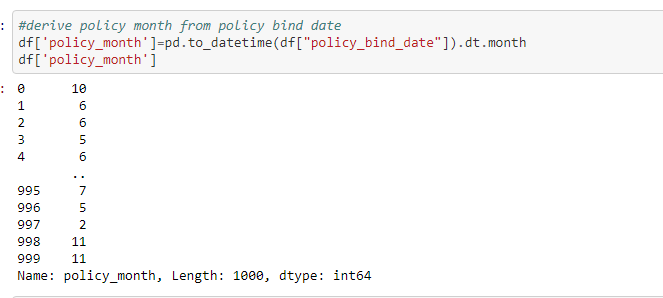 : #derive policy month from policy bind date
df['policy_month']=pd.to_datetime(df["policy_bind_date"]).dt.month
df['policy_month']
: 0 10
1 6
2 6
3 5
4 6
..
995 7
996 5
997 2
998 11
999 11
Name: policy_month, Length: 1000, dtype: int64